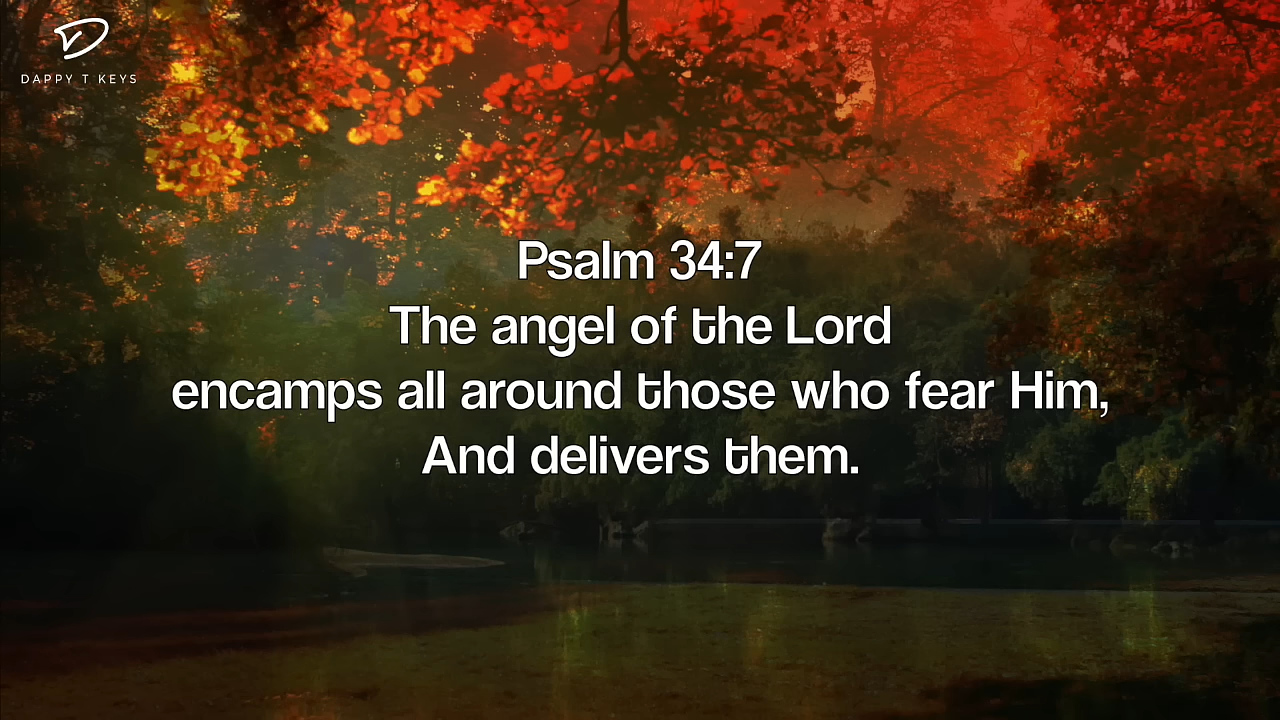 DAPPY T KEYS
Psalm 34:7
The angel of the Lord
encamps all around those who fear Him,
And delivers them.